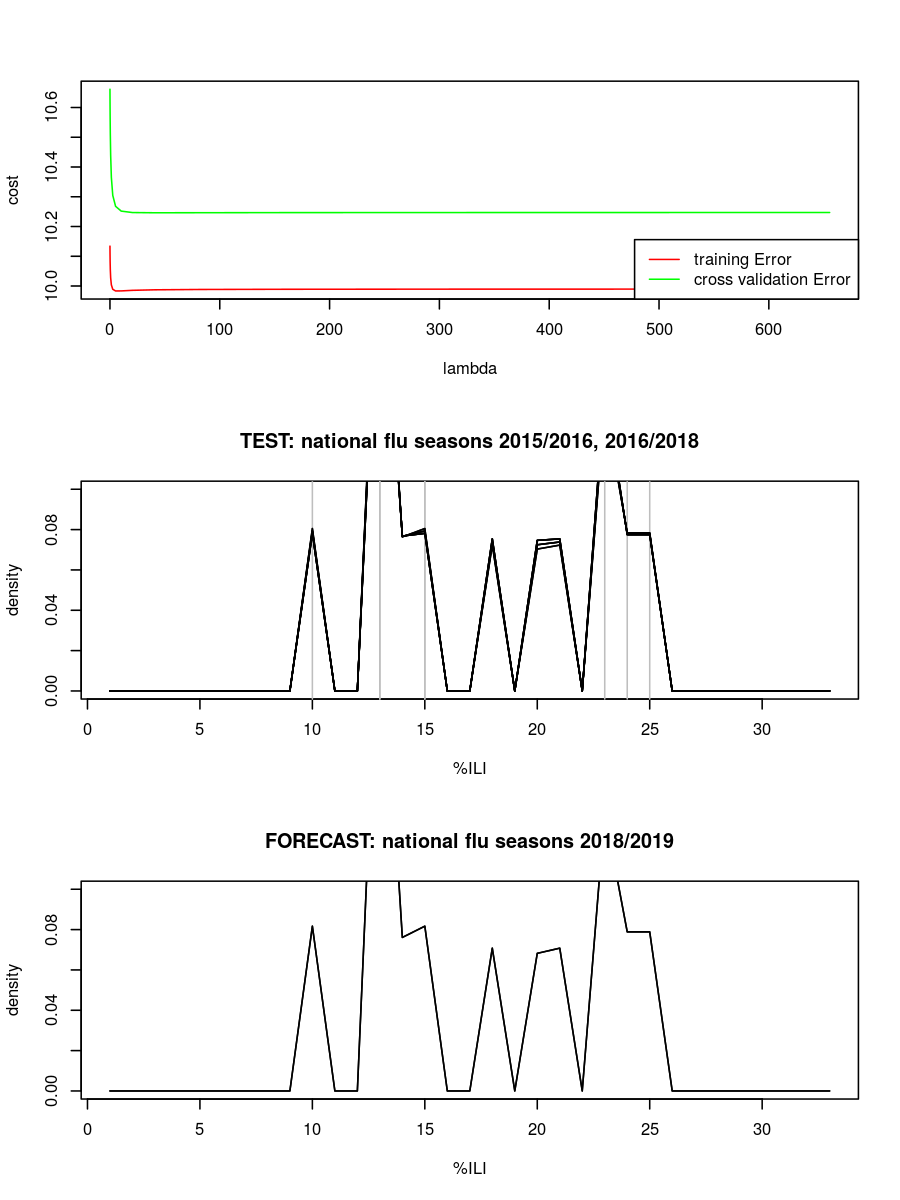 10.6
10.4
10.2
10.0
cost
training Error
cross validation Error
0 100 200 300 400 500 600
lambda
TEST: national flu seasons 2015/2016, 2016/2018
0.08
0.04
0.00
density
0 5 10 15 20 25 30
%ILI
FORECAST: national flu seasons 2018/2019
0.08
0.04
0.00
density
0 5 10 15 20 25 30
%ILI